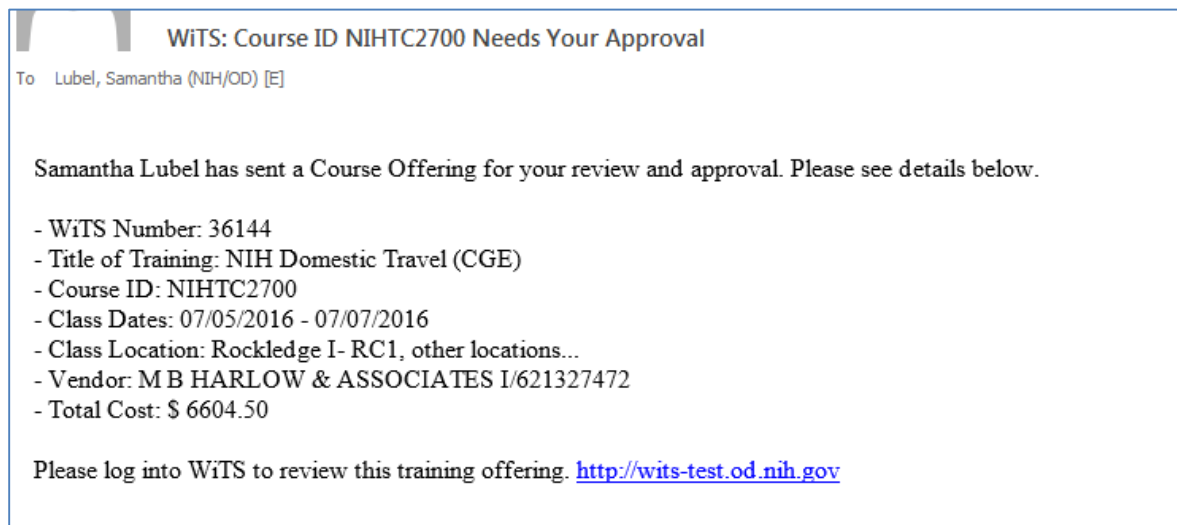 WiTS: Course ID NIHTC2700 Needs Your Approval
To Lubel, Samantha (NIH/OD) [E]
Samantha Lubel has sent a Course Offering for your review and approval. Please see details below.
- WiTS Number: 36144
- Title of Training: NIH Domestic Travel (CGE)
- Course ID: NIHTC2700
- Class Dates: 07/05/2016 - 07/07/2016
- Class Location: Rockledge I- RC1, other locations...
- Vendor: M B HARLOW & ASSOCIATES I/621327472
- Total Cost: $ 6604.50
Please log into WiTS to review this training offering. http://wits-test.od.nih.gov